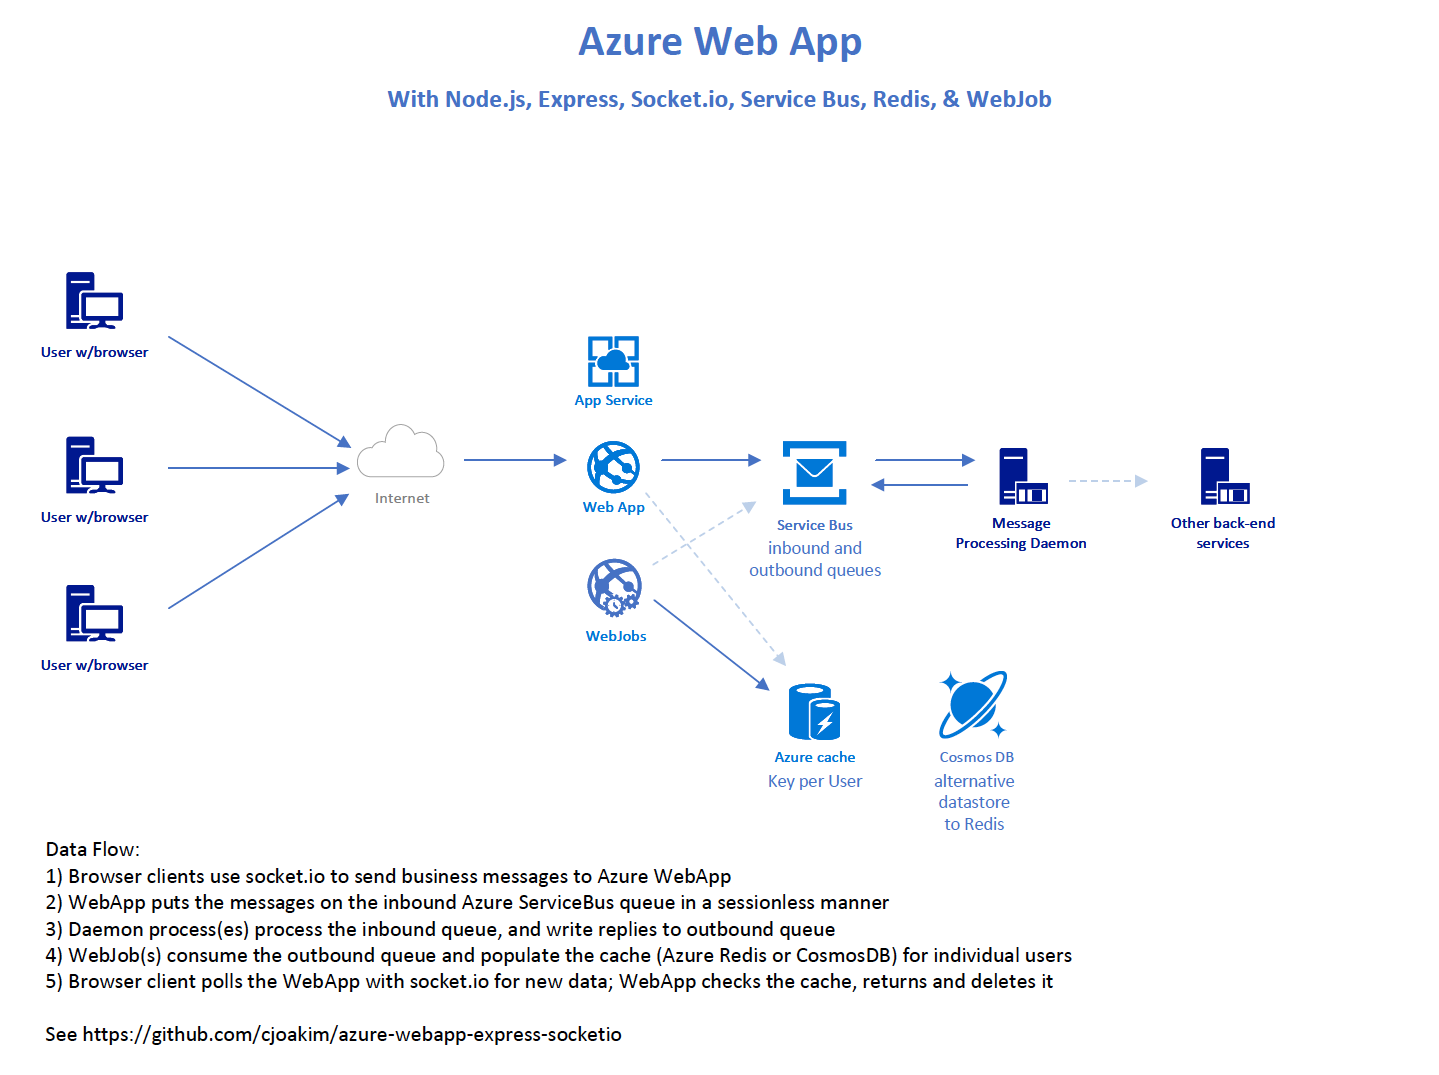 Azure Web App
With Node.js, Express, Socket.io, Service Bus, Redis, & WebJob
User w/browser
User w/browser
User w/browser
Internet
App Service
Web App
WebJobs
Service Bus
inbound and
outbound queues
Message
Processing Daemon
Other back-end
services
Azure cache
Key per User
Cosmos DB
alternative
datastore
to Redis
Data Flow:
1) Browser clients use socket.io to send business messages to Azure WebApp
2) WebApp puts the messages on the inbound Azure ServiceBus queue in a sessionless manner
3) Daemon process(es) process the inbound queue, and write replies to outbound queue
4) WebJob(s) consume the outbound queue and populate the cache (Azure Redis or CosmosDB) for individual users
5) Browser client polls the WebApp with socket.io for new data; WebApp checks the cache, returns and deletes it
See https://github.com/cjoakim/azure-webapp-express-socketio